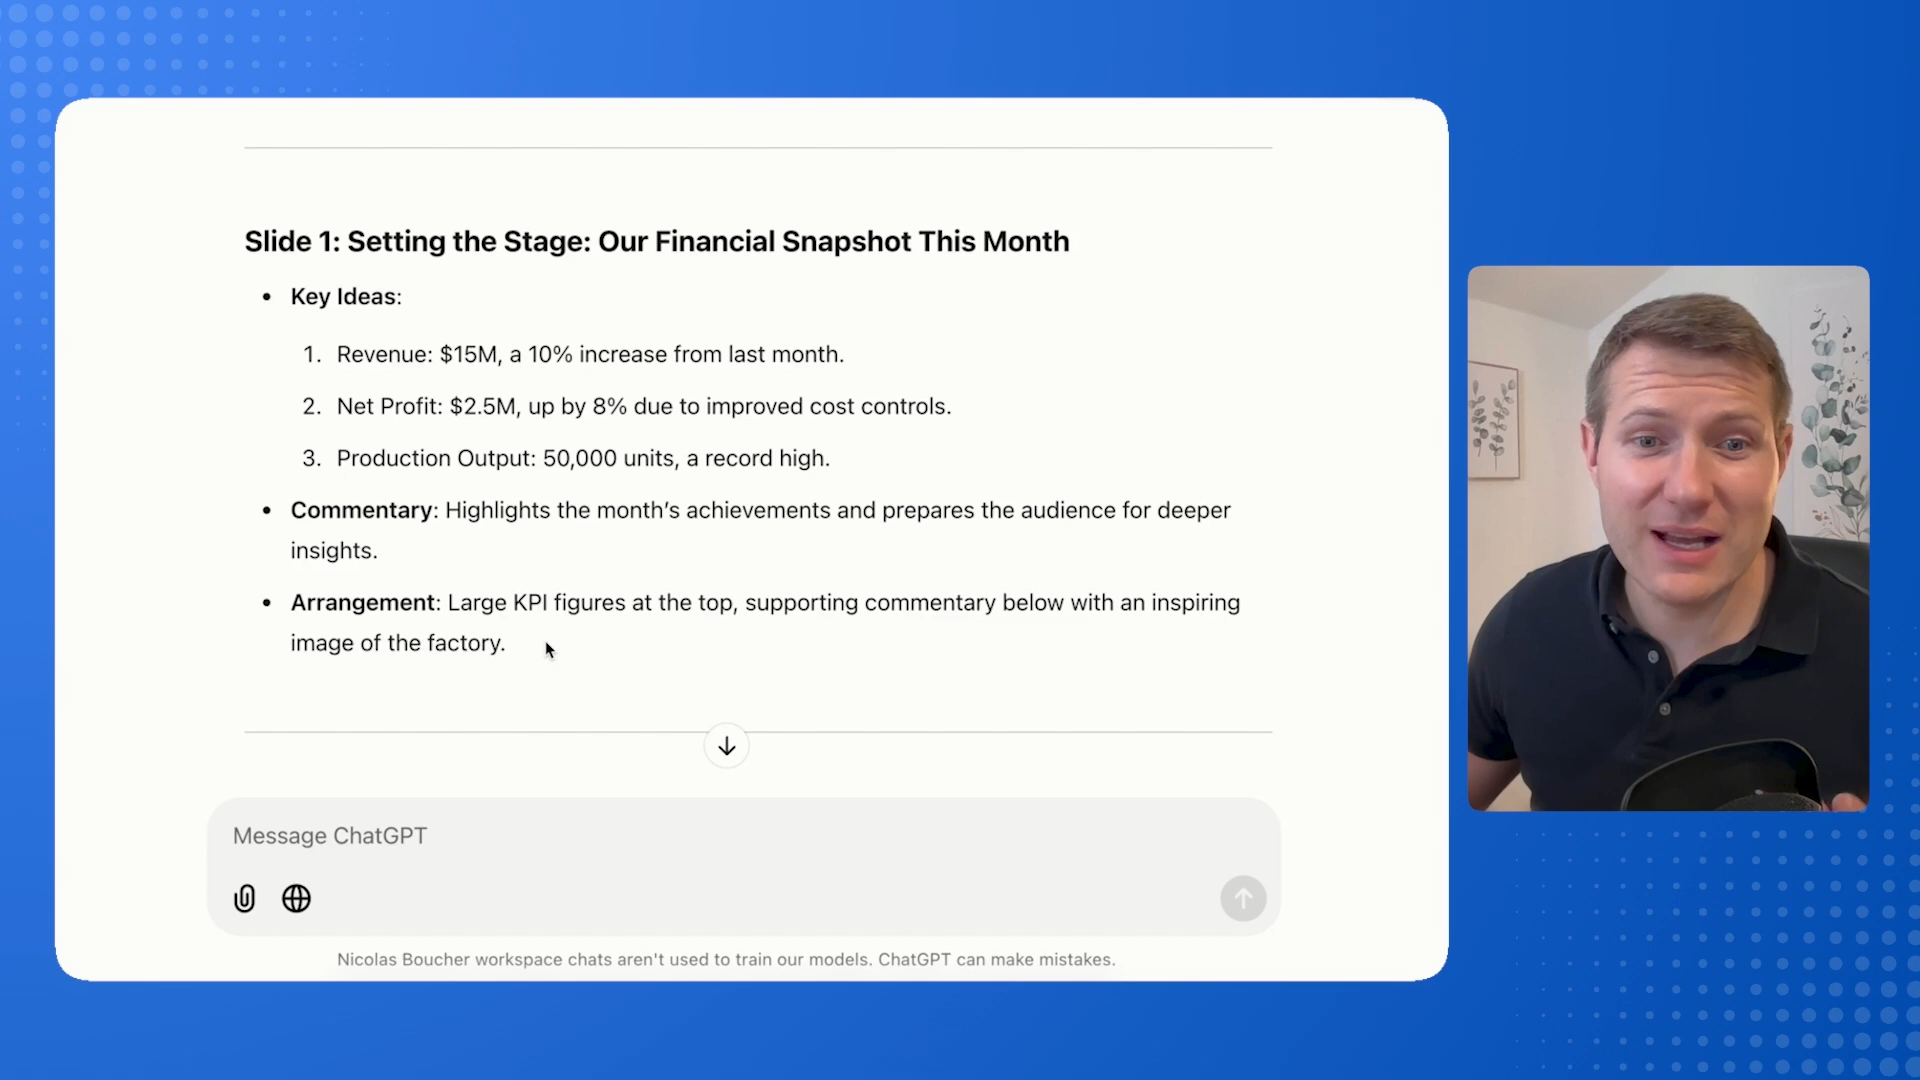 Slide 1: Setting the Stage: Our Financial Snapshot This Month
• Key Ideas:
1. Revenue: $15M, a 10% increase from last month.
2. Net Profit: $2.5M, up by 8% due to improved cost controls.
3. Production Output: 50,000 units, a record high.
• Commentary: Highlights the month’s achievements and prepares the audience for deeper
insights.
• Arrangement: Large KPI figures at the top, supporting commentary below with an inspiring
image of the factory.
Message ChatGPT
Nicolas Boucher workspace chats aren't used to train our models. ChatGPT can make mistakes.